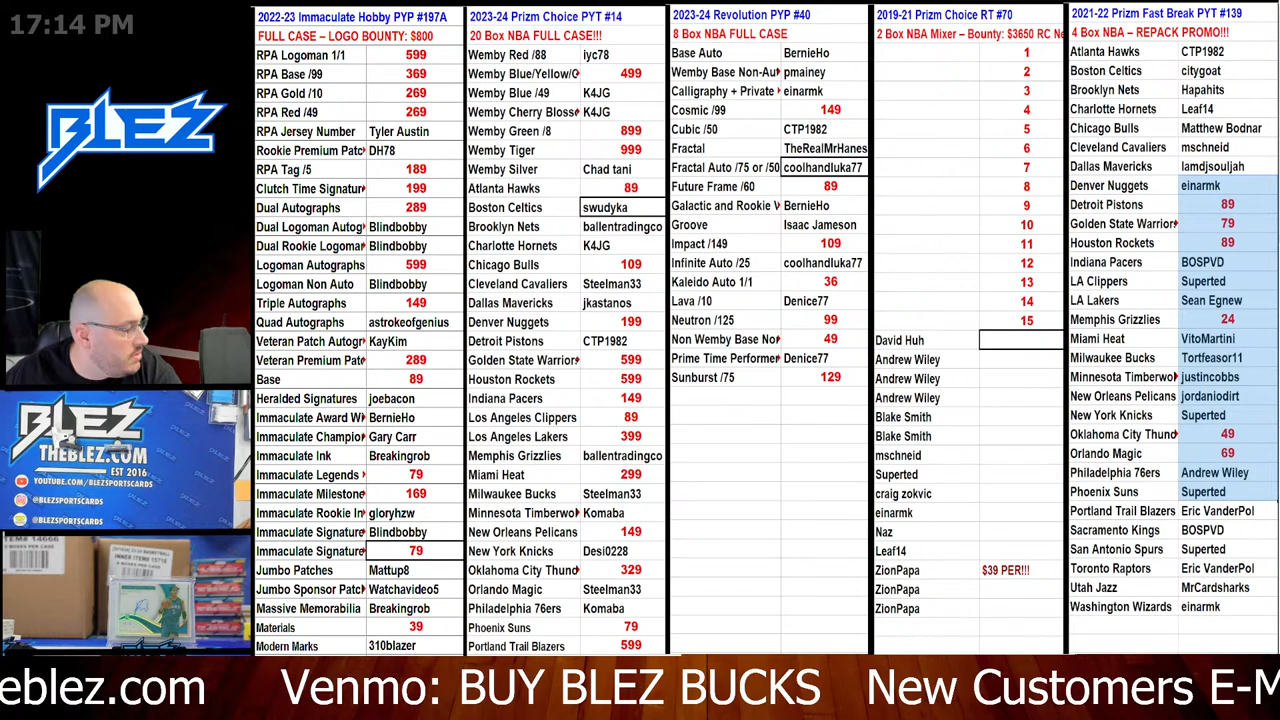 17:14 PM
BLEZ
BLEZ
THEBLEZ.COM
EST 2016
YOUTUBE.COM/BLEZSPORTSCARDS
@BLEZSPORTSCARDS
@BLEZSPORTSCARDS
2022-23 Immaculate Hobby PYP #197A
FULL CASE – LOGO BOUNTY: $800
RPA Logoman 1/1 599
RPA Base /99 369
RPA Gold /10 269
RPA Red /49 269
RPA Jersey Number Tyler Austin
Rookie Premium Patc DH78
RPA Tag /5 189
Clutch Time Signatur 199
Dual Autographs 289
Dual Logoman Autog Blindbobby
Dual Rookie Logoma Blindbobby
Logoman Autographs 599
Logoman Non Auto Blindbobby
Triple Autographs 149
Quad Autographs astrokeofgenius
Veteran Patch Autogr KayKim
Veteran Premium Pat 289
Base 89
Heralded Signatures joebacon
Immaculate Award Wi BernieHo
Immaculate Champio Gary Carr
Immaculate Ink Breakingrob
Immaculate Legends 79
Immaculate Mileston 169
Immaculate Rookie In gloryhzw
Immaculate Signatur Blindbobby
Immaculate Signatur 79
Jumbo Patches Mattup8
Jumbo Sponsor Patc Watchavideo5
Massive Memorabilia Breakingrob
Materials 39
Modern Marks 310blazer
2023-24 Prizm Choice PYT #14
20 Box NBA FULL CASE!!!
Wemby Red /88 iyc78
Wemby Blue/Yellow/G 499
Wemby Blue /49 K4JG
Wemby Cherry Bloss K4JG
Wemby Green /8 899
Wemby Tiger 999
Wemby Silver Chad tani
Atlanta Hawks 89
Boston Celtics swudyka
Brooklyn Nets ballentradingco
Charlotte Hornets K4JG
Chicago Bulls 109
Cleveland Cavaliers Steelman33
Dallas Mavericks jkastanos
Denver Nuggets 199
Detroit Pistons CTP1982
Golden State Warrior 599
Houston Rockets 599
Indiana Pacers 149
Los Angeles Clippers 89
Los Angeles Lakers 399
Memphis Grizzlies ballentradingco
Miami Heat 299
Milwaukee Bucks Steelman33
Minnesota Timberwo Komaba
New Orleans Pelicans 149
New York Knicks Desi0228
Oklahoma City Thund 329
Orlando Magic Steelman33
Philadelphia 76ers Komaba
Phoenix Suns 79
Portland Trail Blazers 599
2023-24 Revolution PYP #40
8 Box NBA FULL CASE
Base Auto BernieHo
Wemby Base Non-Au pmainey
Calligraphy + Private einarmk
Cosmic /99 149
Cubic /50 CTP1982
Fractal TheRealMrHanes
Fractal Auto /75 or /50 coolhandluka77
Future Frame /60 89
Galactic and Rookie V BernieHo
Groove Isaac Jameson
Impact /149 109
Infinite Auto /25 coolhandluka77
Kaleido Auto 1/1 36
Lava /10 Denice77
Neutron /125 99
Non Wemby Base No 49
Prime Time Performer Denice77
Sunburst /75 129
2019-21 Prizm Choice RT #70
2 Box NBA Mixer – Bounty: $3650 RC Ne
1
2
3
4
5
6
7
8
9
10
11
12
13
14
15
David Huh
Andrew Wiley
Andrew Wiley
Andrew Wiley
Blake Smith
Blake Smith
mschneid
Superted
craig zokvic
einarmk
Naz
Leaf14
ZionPapa $39 PER!!!
ZionPapa
ZionPapa
2021-22 Prizm Fast Break PYT #139
4 Box NBA – REPACK PROMO!!!
Atlanta Hawks CTP1982
Boston Celtics citygoat
Brooklyn Nets Hapahits
Charlotte Hornets Leaf14
Chicago Bulls Matthew Bodnar
Cleveland Cavaliers mschneid
Dallas Mavericks Iamdjsouljah
Denver Nuggets einarmk
Detroit Pistons 89
Golden State Warrior 79
Houston Rockets 89
Indiana Pacers BOSPVD
LA Clippers Superted
LA Lakers Sean Egnew
Memphis Grizzlies 24
Miami Heat VitoMartini
Milwaukee Bucks Tortfeasor11
Minnesota Timberwo justincobbs
New Orleans Pelicans jordaniodirt
New York Knicks Superted
Oklahoma City Thund 49
Orlando Magic 69
Philadelphia 76ers Andrew Wiley
Phoenix Suns Superted
Portland Trail Blazers Eric VanderPol
Sacramento Kings BOSPVD
San Antonio Spurs Superted
Toronto Raptors Eric VanderPol
Utah Jazz MrCardsharks
Washington Wizards einarmk
eblez.com Venmo: BUY BLEZ BUCKS New Customers E-M